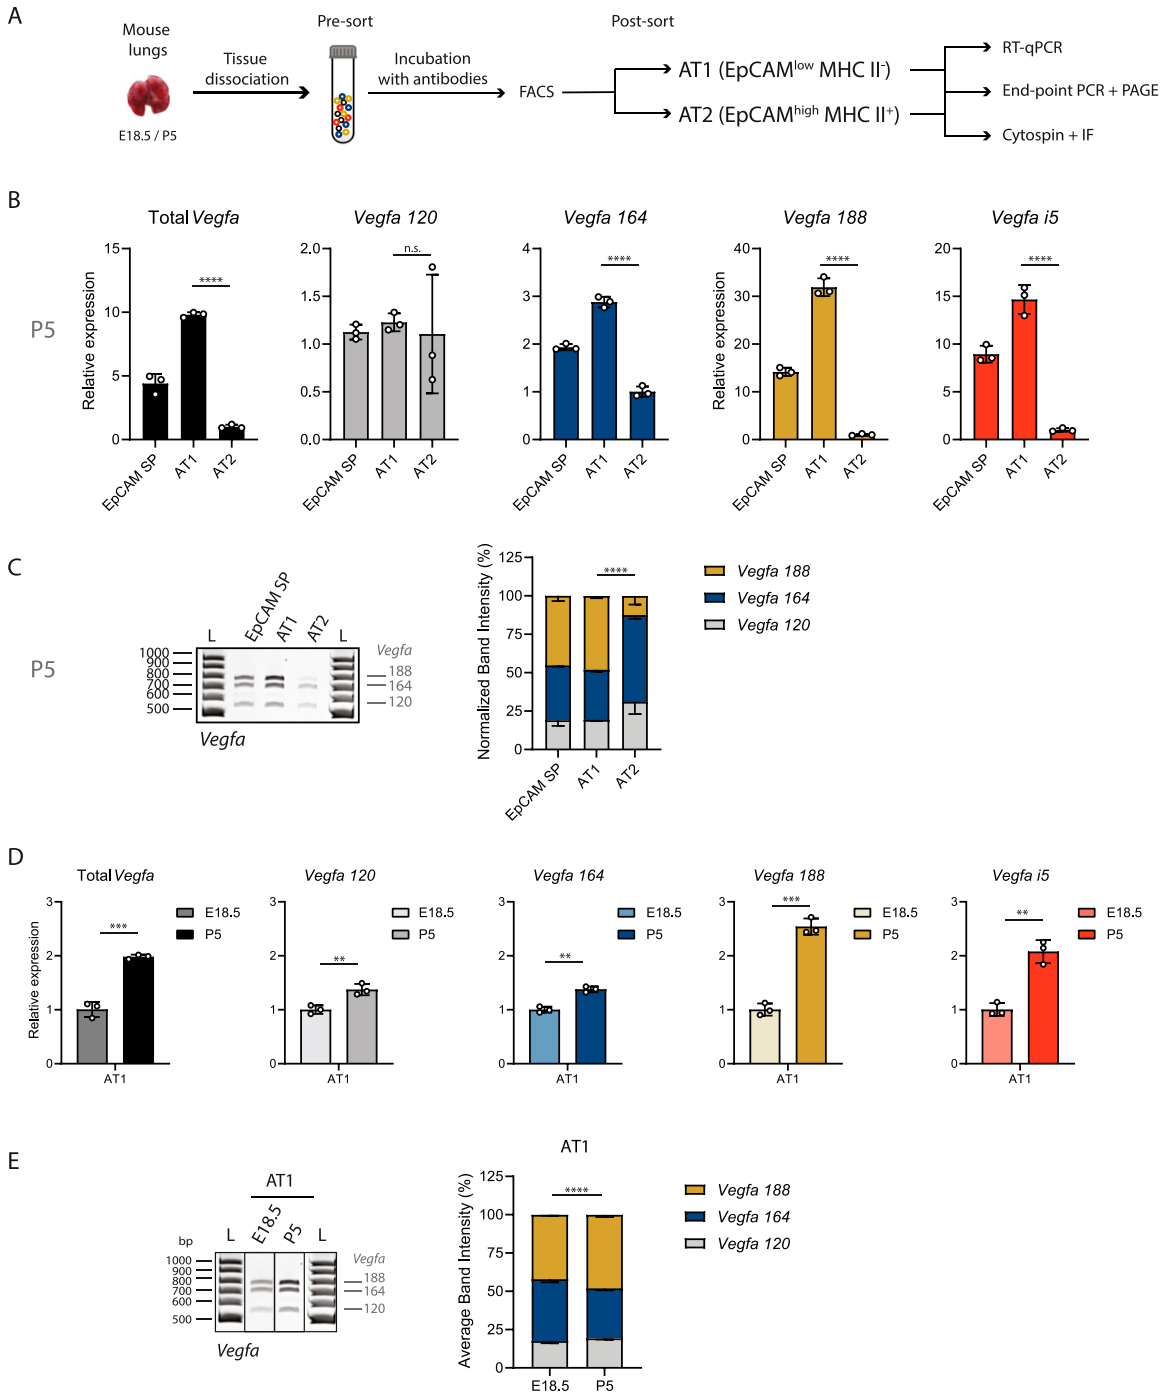 A
Mouse
lungs
E18.5 / P5
Tissue
dissociation
Pre-sort
Incubation
with antibodies
FACS
Post-sort
AT1 (EpCAMlow MHC II-)
AT2 (EpCAMhigh MHC II+)
RT-qPCR
End-point PCR + PAGE
Cytospin + IF
B
P5
Total Vegfa
Relative expression
15
10
5
0
****
EpCAM SP
AT1
AT2
Vegfa 120
2.0
1.5
1.0
0.5
0.0
n.s.
EpCAM SP
AT1
AT2
Vegfa 164
4
3
2
1
0
****
EpCAM SP
AT1
AT2
Vegfa 188
Relative expression
40
30
20
10
0
****
EpCAM SP
AT1
AT2
Vegfa i5
20
15
10
5
0
****
EpCAM SP
AT1
AT2
C
P5
L
EpCAM SP
AT1
AT2
L
1000
900
800
700
600
500
Vegfa
188
164
120
Vegfa
Normalized Band Intensity (%)
125
100
75
50
25
0
****
EpCAM SP
AT1
AT2
Vegfa 188
Vegfa 164
Vegfa 120
D
Total Vegfa
Relative expression
3
2
1
0
***
AT1
E18.5
P5
Vegfa 120
3
2
1
0
**
AT1
E18.5
P5
Vegfa 164
3
2
1
0
**
AT1
E18.5
P5
Vegfa 188
3
2
1
0
***
AT1
E18.5
P5
Vegfa i5
3
2
1
0
**
AT1
E18.5
P5
E
AT1
bp
L
E18.5
P5
L
1000
900
800
700
600
500
Vegfa
188
164
120
Vegfa
AT1
Average Band Intensity (%)
125
100
75
50
25
0
****
E18.5
P5
Vegfa 188
Vegfa 164
Vegfa 120